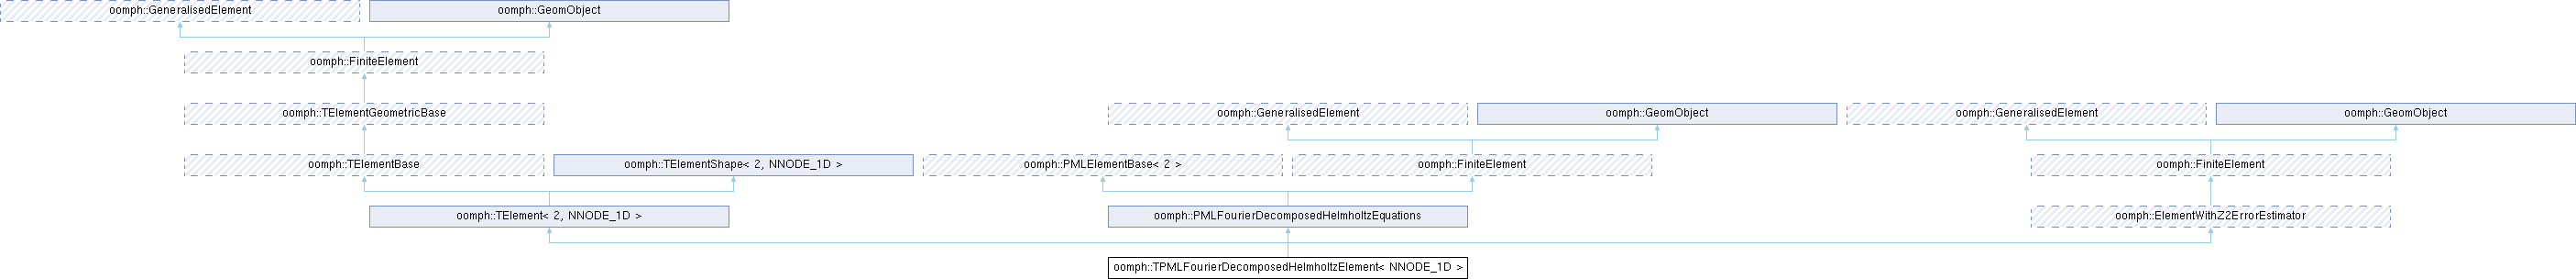 oomph::GeneralisedElement
oomph::GeomObject
oomph::FiniteElement
oomph::TElementGeometricBase
oomph::GeneralisedElement
oomph::GeomObject
oomph::GeneralisedElement
oomph::GeomObject
oomph::TElementBase
oomph::TElementShape< 2, NNODE_1D >
oomph::PMLElementBase< 2 >
oomph::FiniteElement
oomph::FiniteElement
oomph::TElement< 2, NNODE_1D >
oomph::PMLFourierDecomposedHelmholtzEquations
oomph::ElementWithZ2ErrorEstimator
oomph::TPMLFourierDecomposedHelmholtzElement< NNODE_1D >